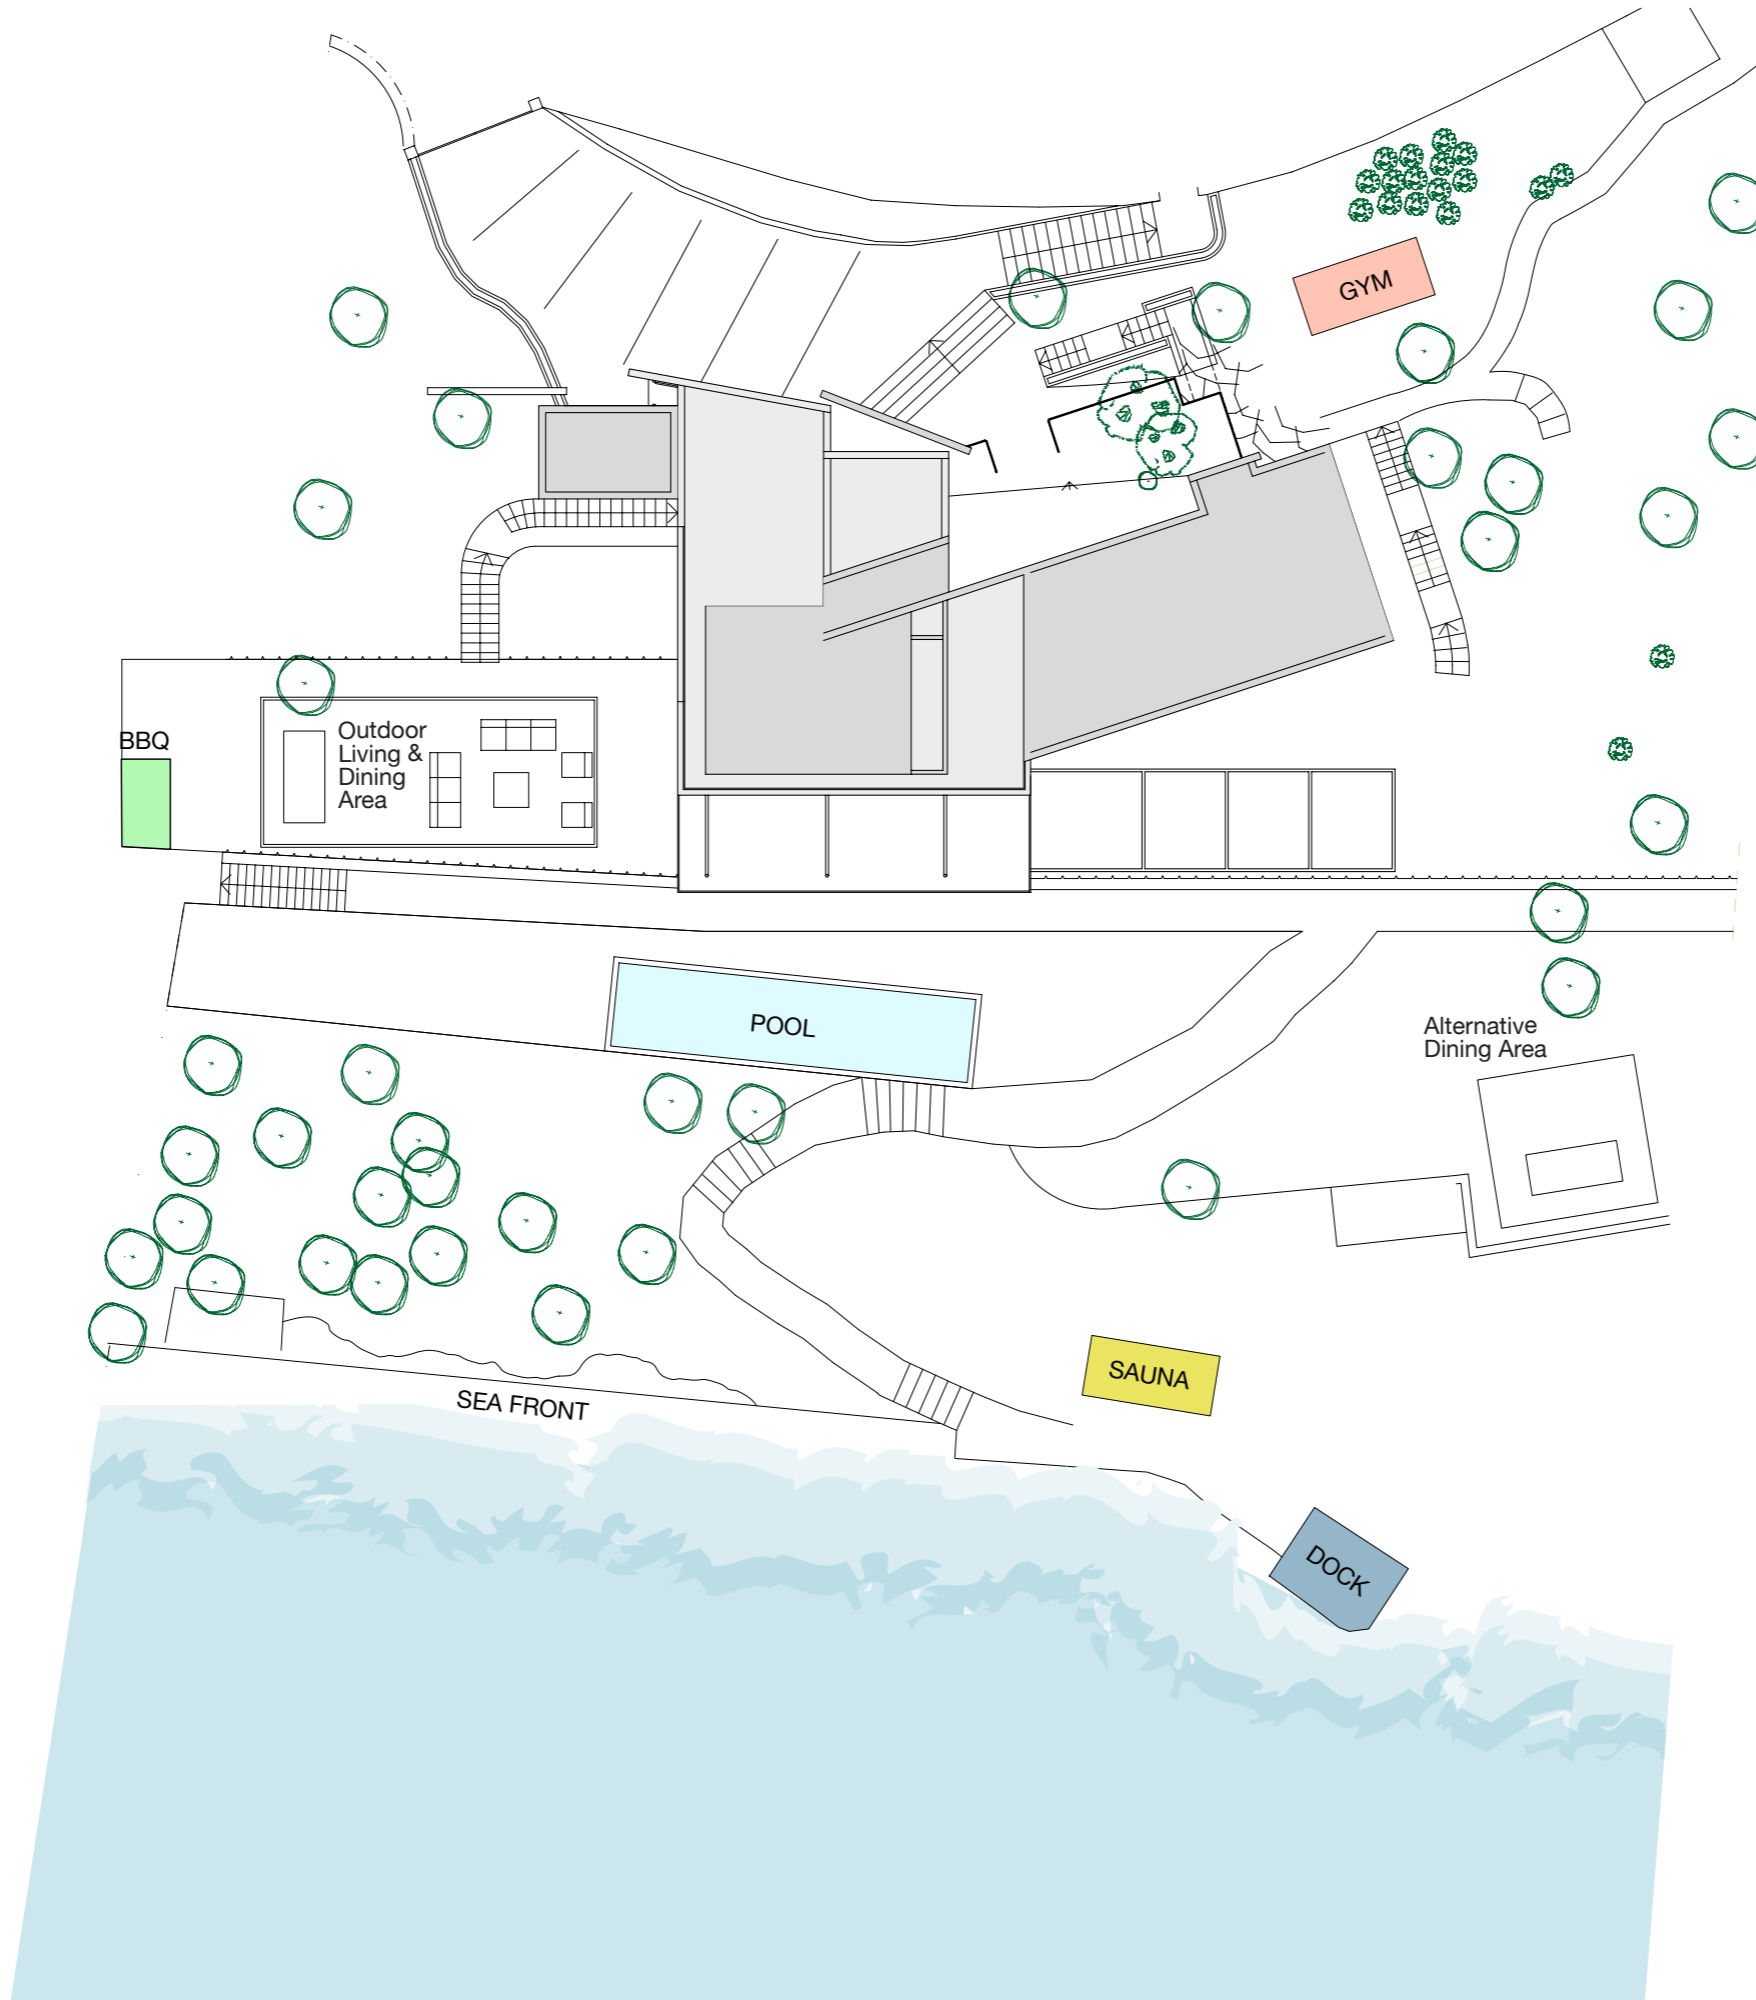 GYM
Outdoor
Living &
Dining
Area
BBQ
POOL
Alternative
Dining Area
SAUNA
SEA FRONT
DOCK